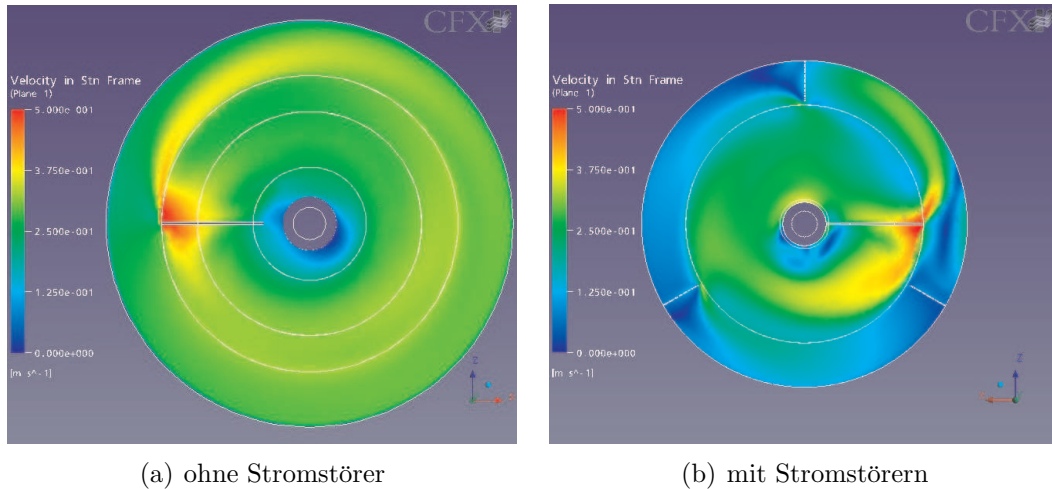 CFX
Velocity in Stn Frame
(Plane 1)
5.000e-001
3.750e-001
2.500e-001
1.250e-001
0.000e+000
[m s^-1]
Z
CFX
Velocity in Stn Frame
(Plane 1)
5.000e-001
3.750e-001
2.500e-001
1.250e-001
0.000e+000
[m s^-1]
Z
(a) ohne Stromstörer
(b) mit Stromstörern